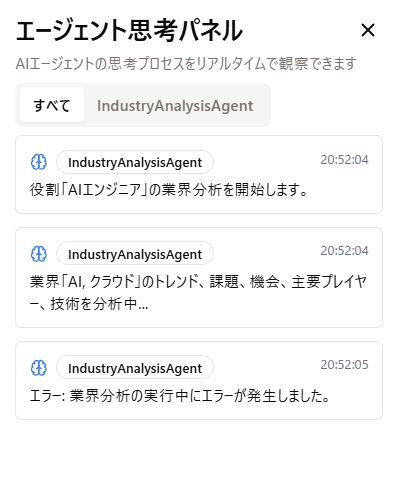 エージェント思考パネル
AIエージェントの思考プロセスをリアルタイムで観察できます
すべて IndustryAnalysisAgent
IndustryAnalysisAgent 20:52:04
役割「AIエンジニア」の業界分析を開始します。
IndustryAnalysisAgent 20:52:04
業界「AI, クラウド」のトレンド、課題、機会、主要プレイヤ
ー、技術を分析中...
IndustryAnalysisAgent 20:52:05
エラー: 業界分析の実行中にエラーが発生しました。